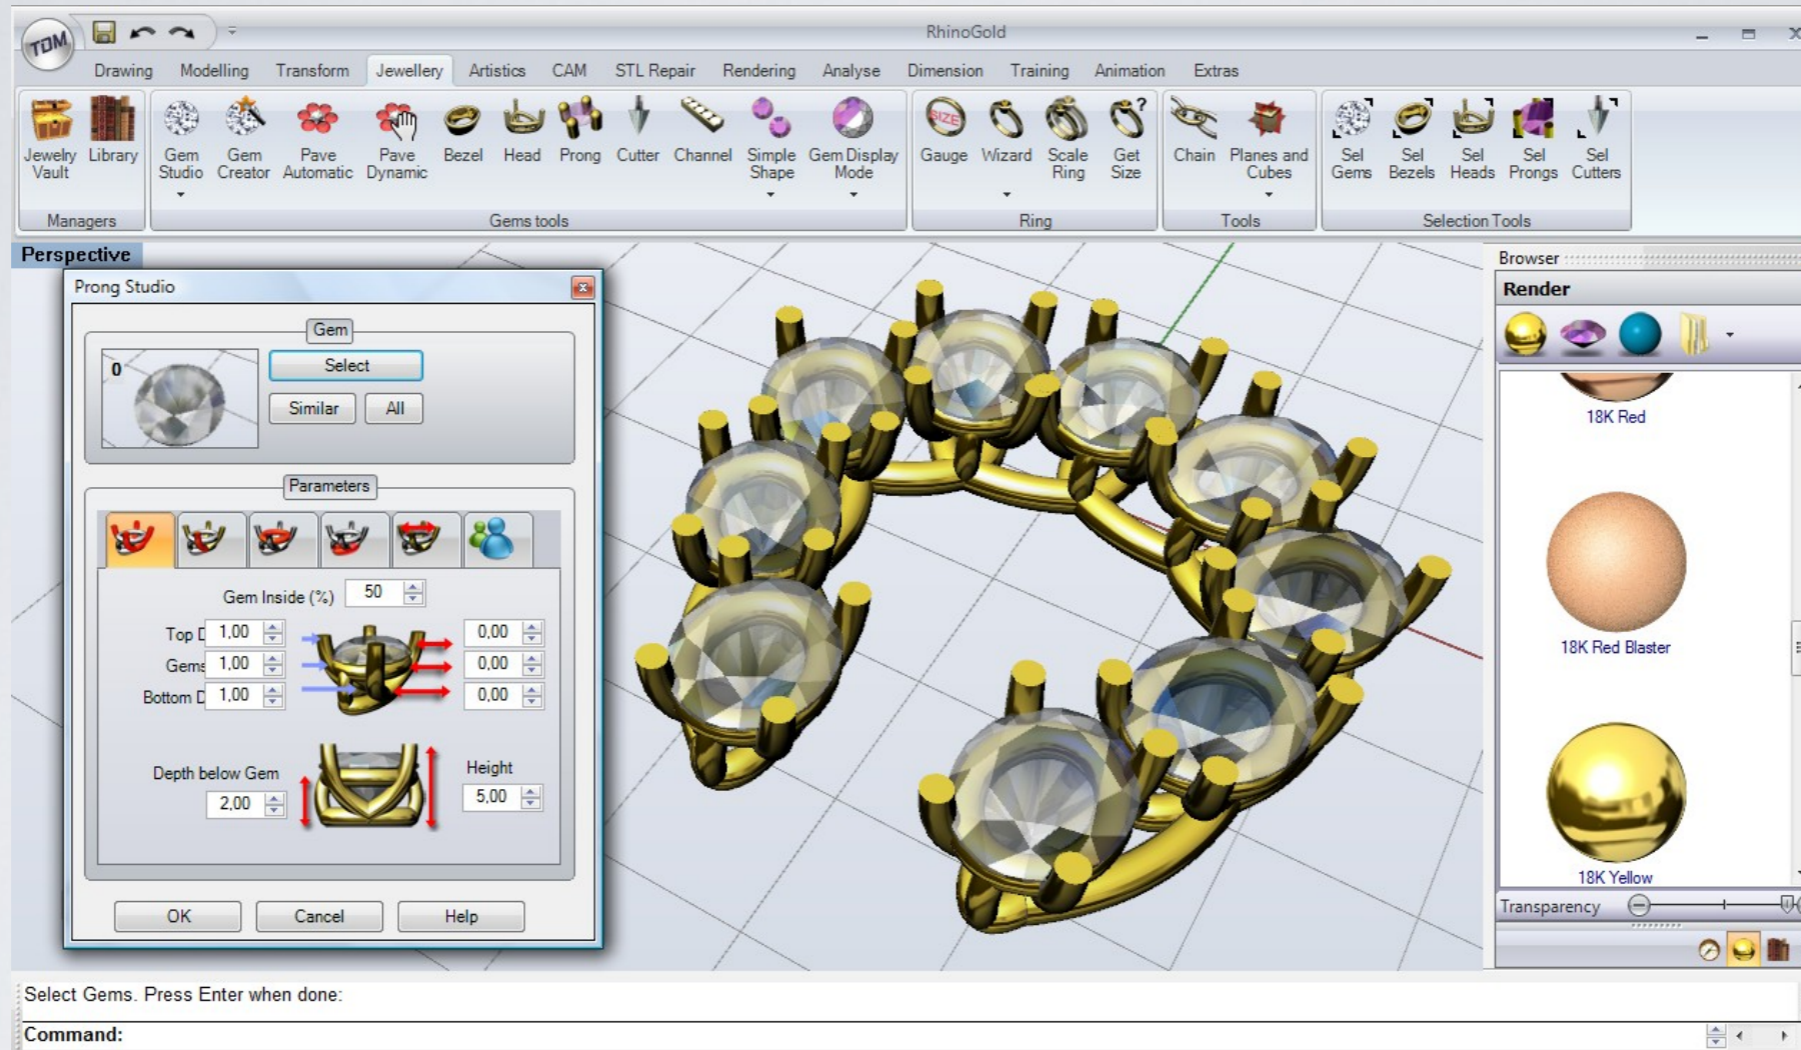 TDM
RhinoGold
Drawing Modelling Transform Jewellery Artistics CAM STL Repair Rendering Analyse Dimension Training Animation Extras
SIZE
?
Jewelry Vault
Library
Gem Studio
Gem Creator
Pave Automatic
Pave Dynamic
Bezel
Head
Prong
Cutter
Channel
Simple Shape
Gem Display Mode
Gauge
Wizard
Scale Ring
Get Size
Chain
Planes and Cubes
Sel Gems
Sel Bezels
Sel Heads
Sel Prongs
Sel Cutters
Managers
Gems tools
Ring
Tools
Selection Tools
Perspective
Prong Studio
Gem
0
Select
Similar
All
Parameters
Gem Inside (%) 50
Top D 1,00 0,00
Gems 1,00 0,00
Bottom D 1,00 0,00
Depth below Gem
2,00
Height
5,00
OK
Cancel
Help
Browser
Render
18K Red
18K Red Blaster
18K Yellow
Transparency
Select Gems. Press Enter when done:
Command: